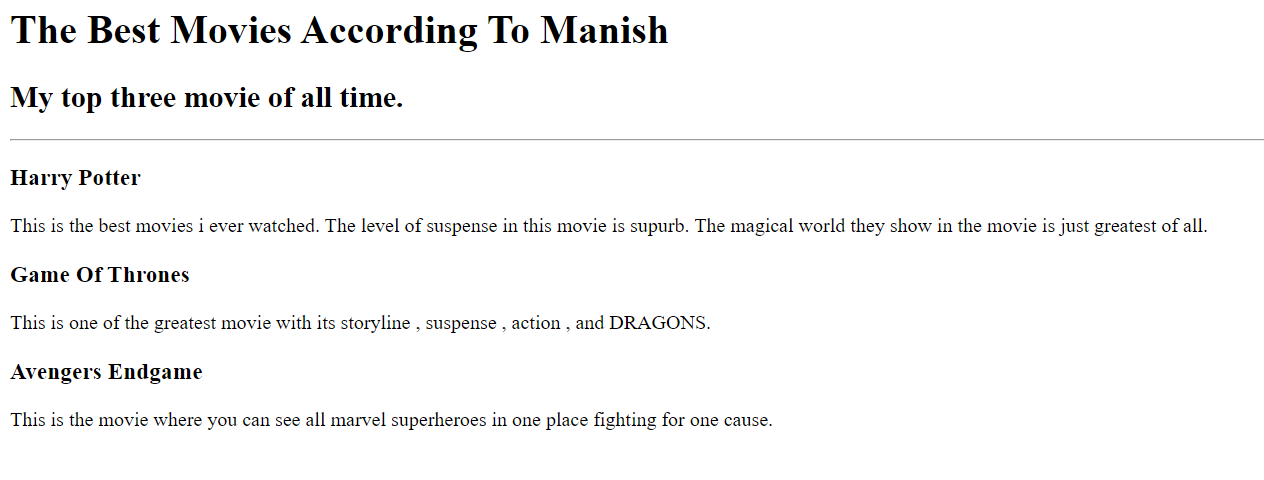 The Best Movies According To Manish
My top three movie of all time.
Harry Potter
This is the best movies i ever watched. The level of suspense in this movie is supurb. The magical world they show in the movie is just greatest of all.
Game Of Thrones
This is one of the greatest movie with its storyline , suspense , action , and DRAGONS.
Avengers Endgame
This is the movie where you can see all marvel superheroes in one place fighting for one cause.